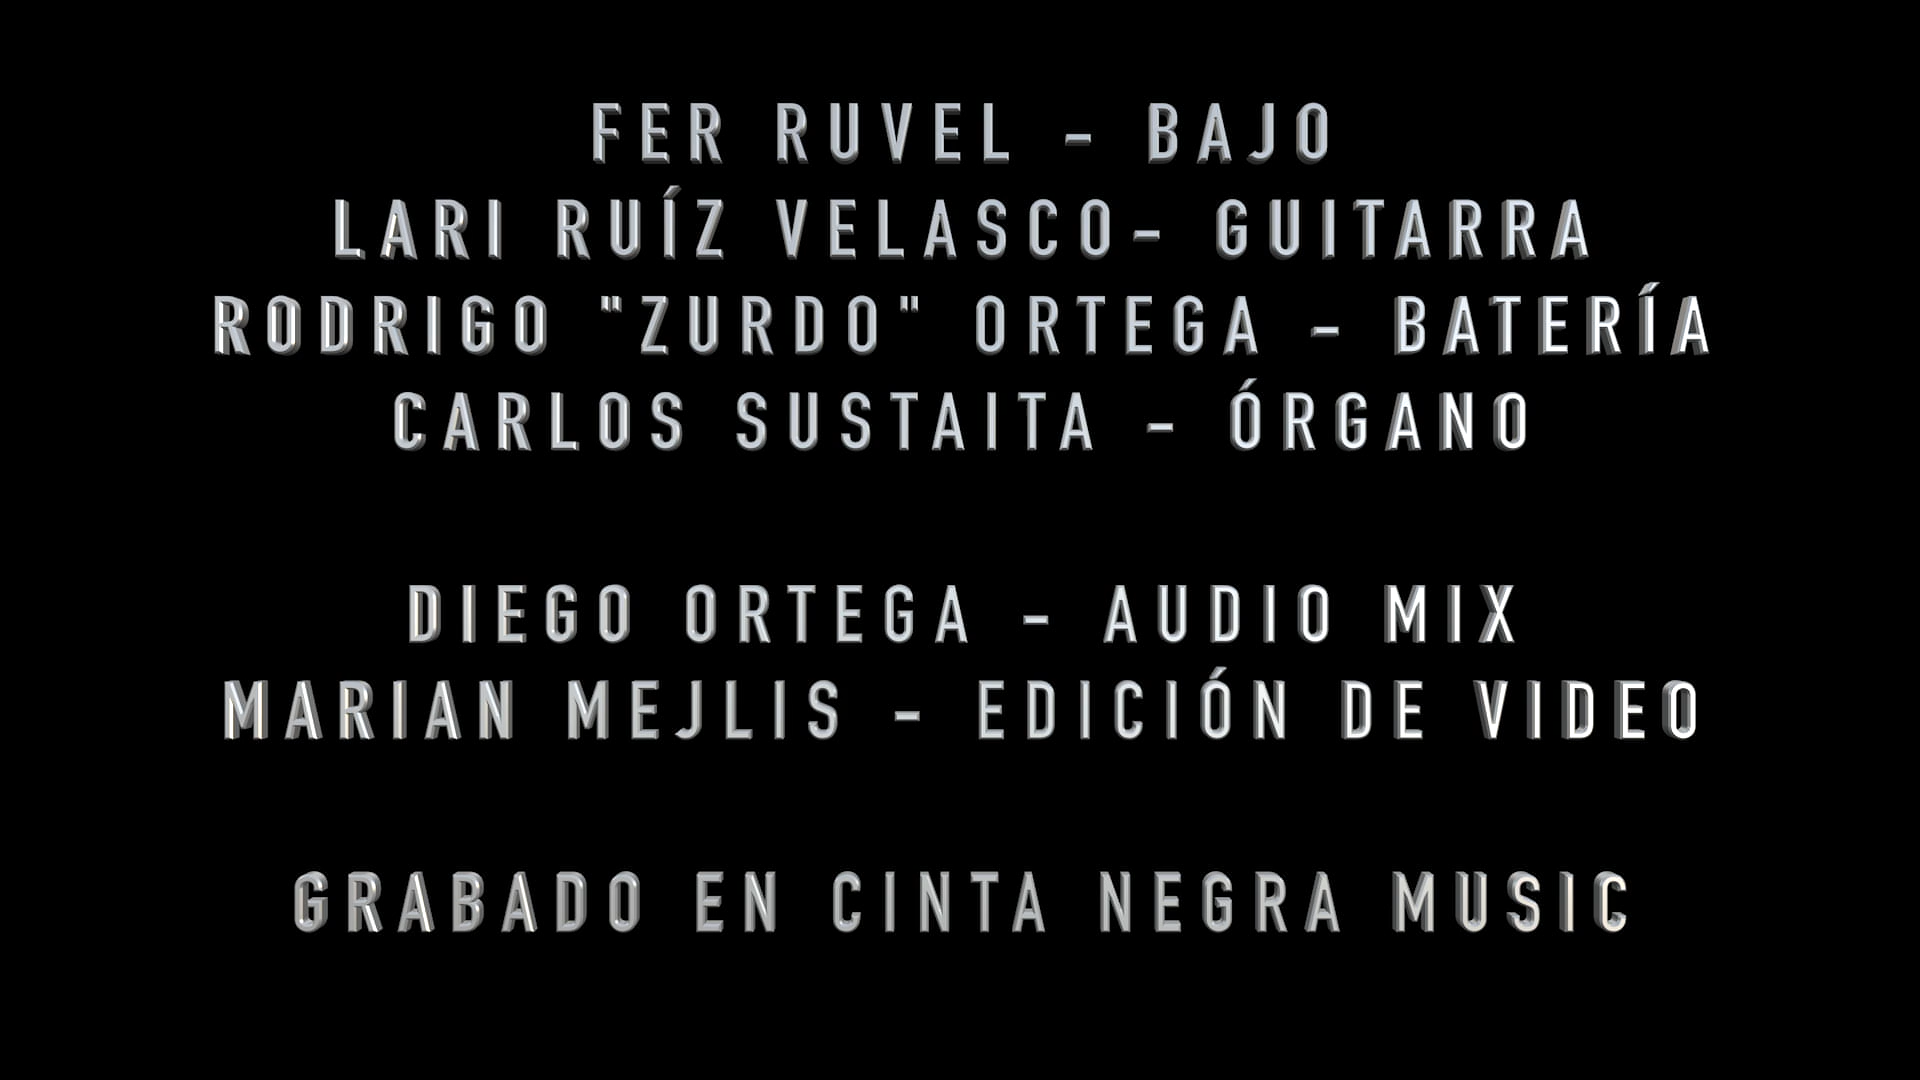 FER RUVEL - BAJO
LARI RUÍZ VELASCO- GUITARRA
RODRIGO "ZURDO" ORTEGA - BATERÍA
CARLOS SUSTAITA - ÓRGANO
DIEGO ORTEGA - AUDIO MIX
MARIAN MEJLIS - EDICIÓN DE VIDEO
GRABADO EN CINTA NEGRA MUSIC